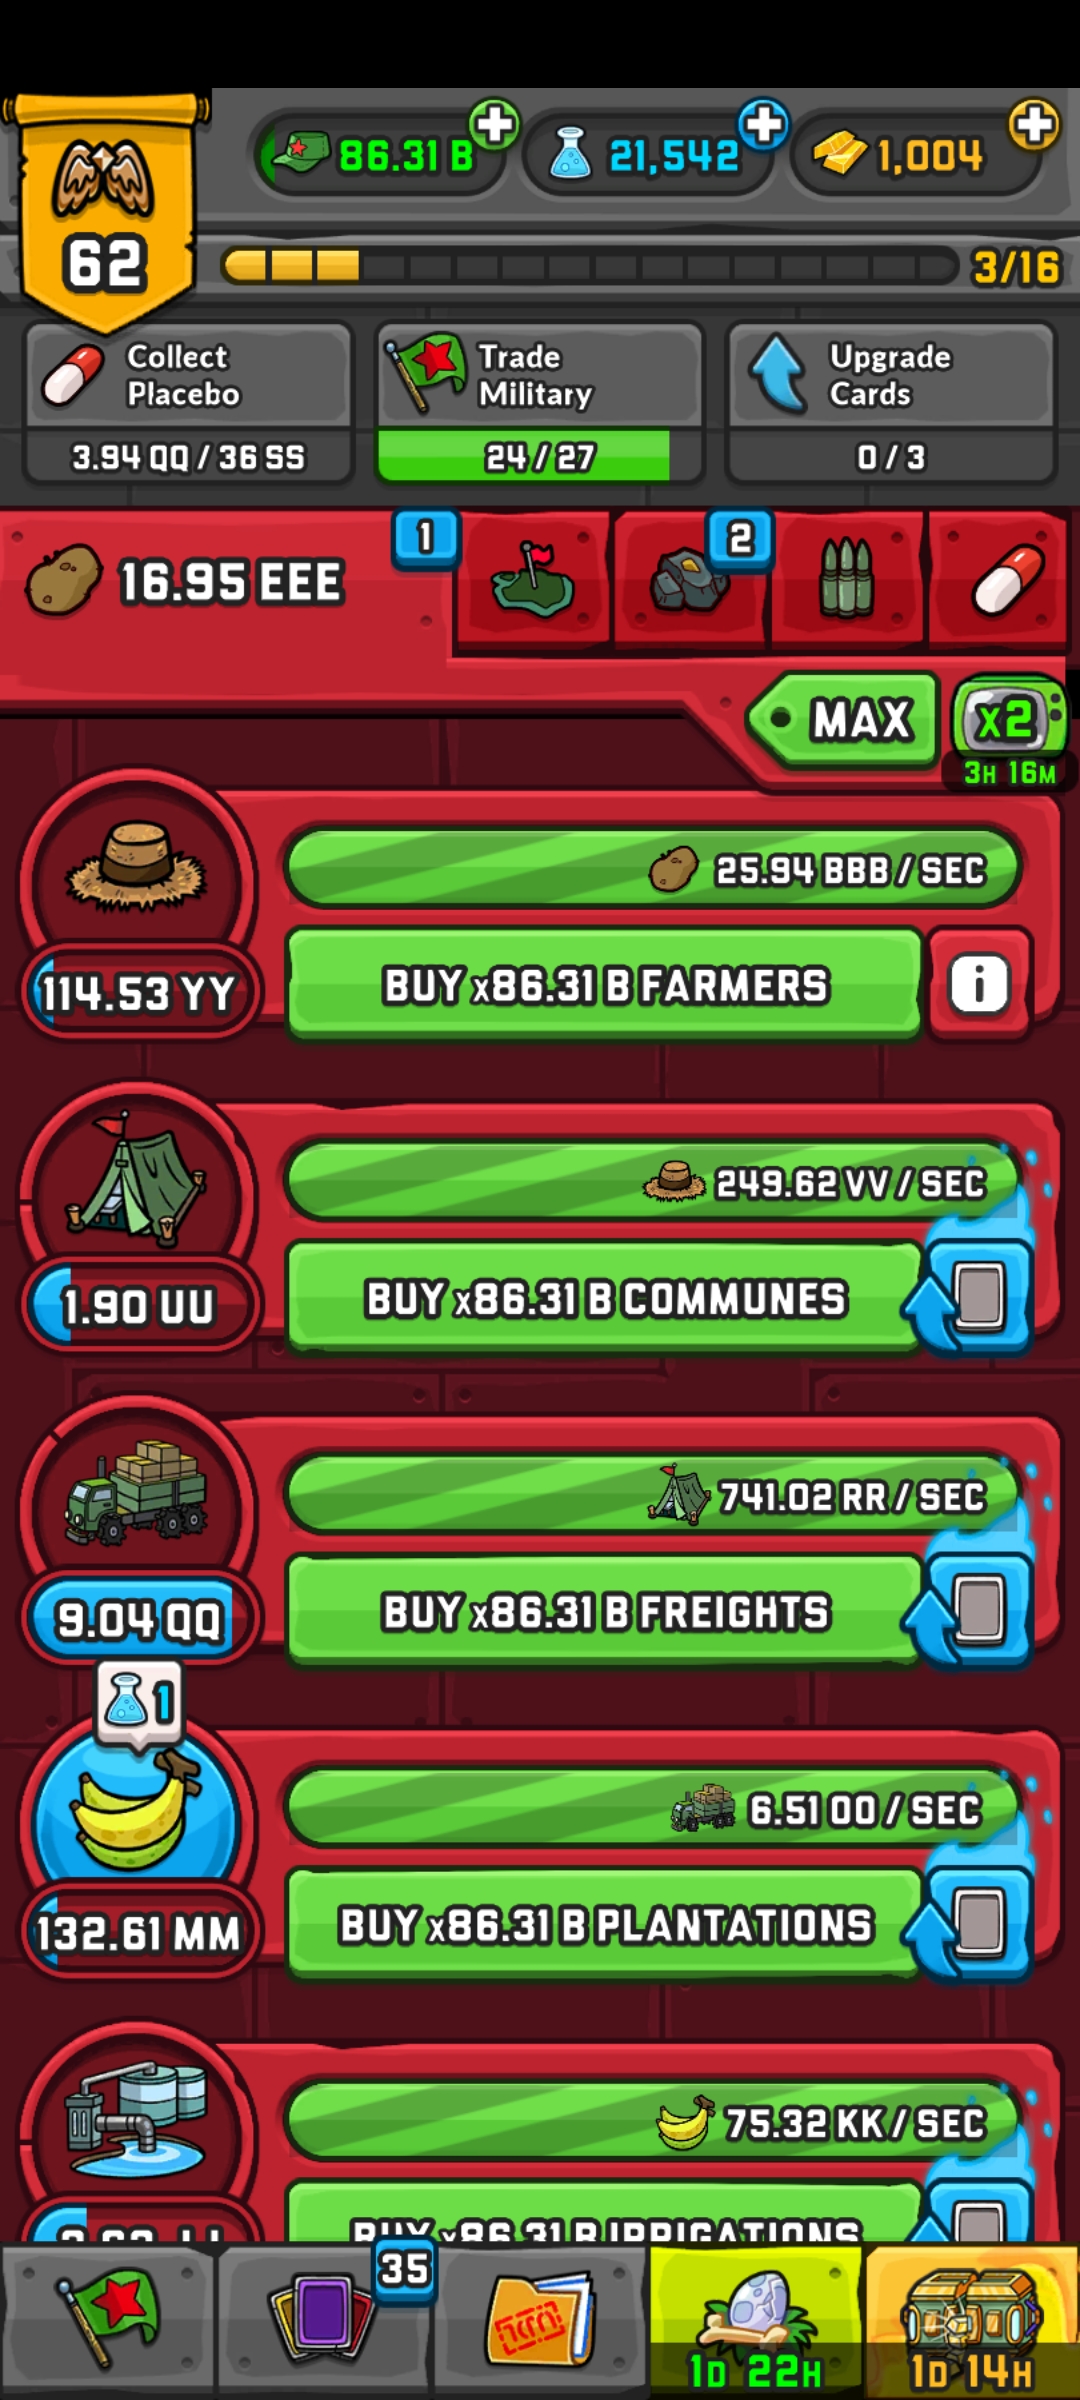 86.31 B
21,542
1,004
62
3/16
Collect
Placebo
3.94 QQ / 36 SS
Trade
Military
24 / 27
Upgrade
Cards
0 / 3
16.95 EEE
1
2
MAX
x2
3H 16M
25.94 BBB / SEC
114.53 YY
BUY x86.31 B FARMERS
i
249.62 VV / SEC
1.90 UU
BUY x86.31 B COMMUNES
741.02 RR / SEC
9.04 QQ
BUY x86.31 B FREIGHTS
1
6.51 OO / SEC
132.61 MM
BUY x86.31 B PLANTATIONS
75.32 KK / SEC
BUY x86.31 B IRRIGATIONS
35
1D 22H
1D 14H